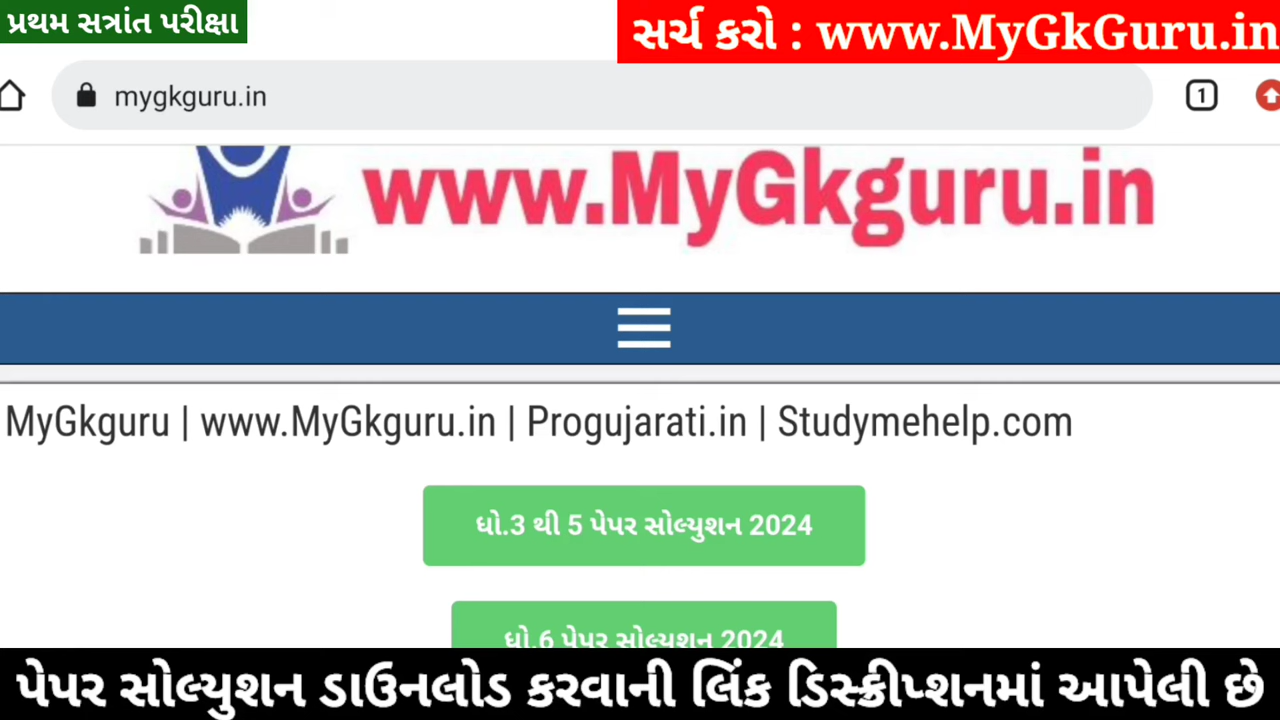 પ્રથમ સત્રાંત પરીક્ષા
સર્ચ કરો : www.MyGkGuru.in
mygkguru.in
1
www.MyGkguru.in
MyGkguru | www.MyGkguru.in | Progujarati.in | Studymehelp.com
ધો.3 થી 5 પેપર સોલ્યુશન 2024
ધો.6 પેપર સોલ્યુશન 2024
પેપર સોલ્યુશન ડાઉનલોડ કરવાની લિંક ડિસ્ક્રીપ્શનમાં આપેલી છે